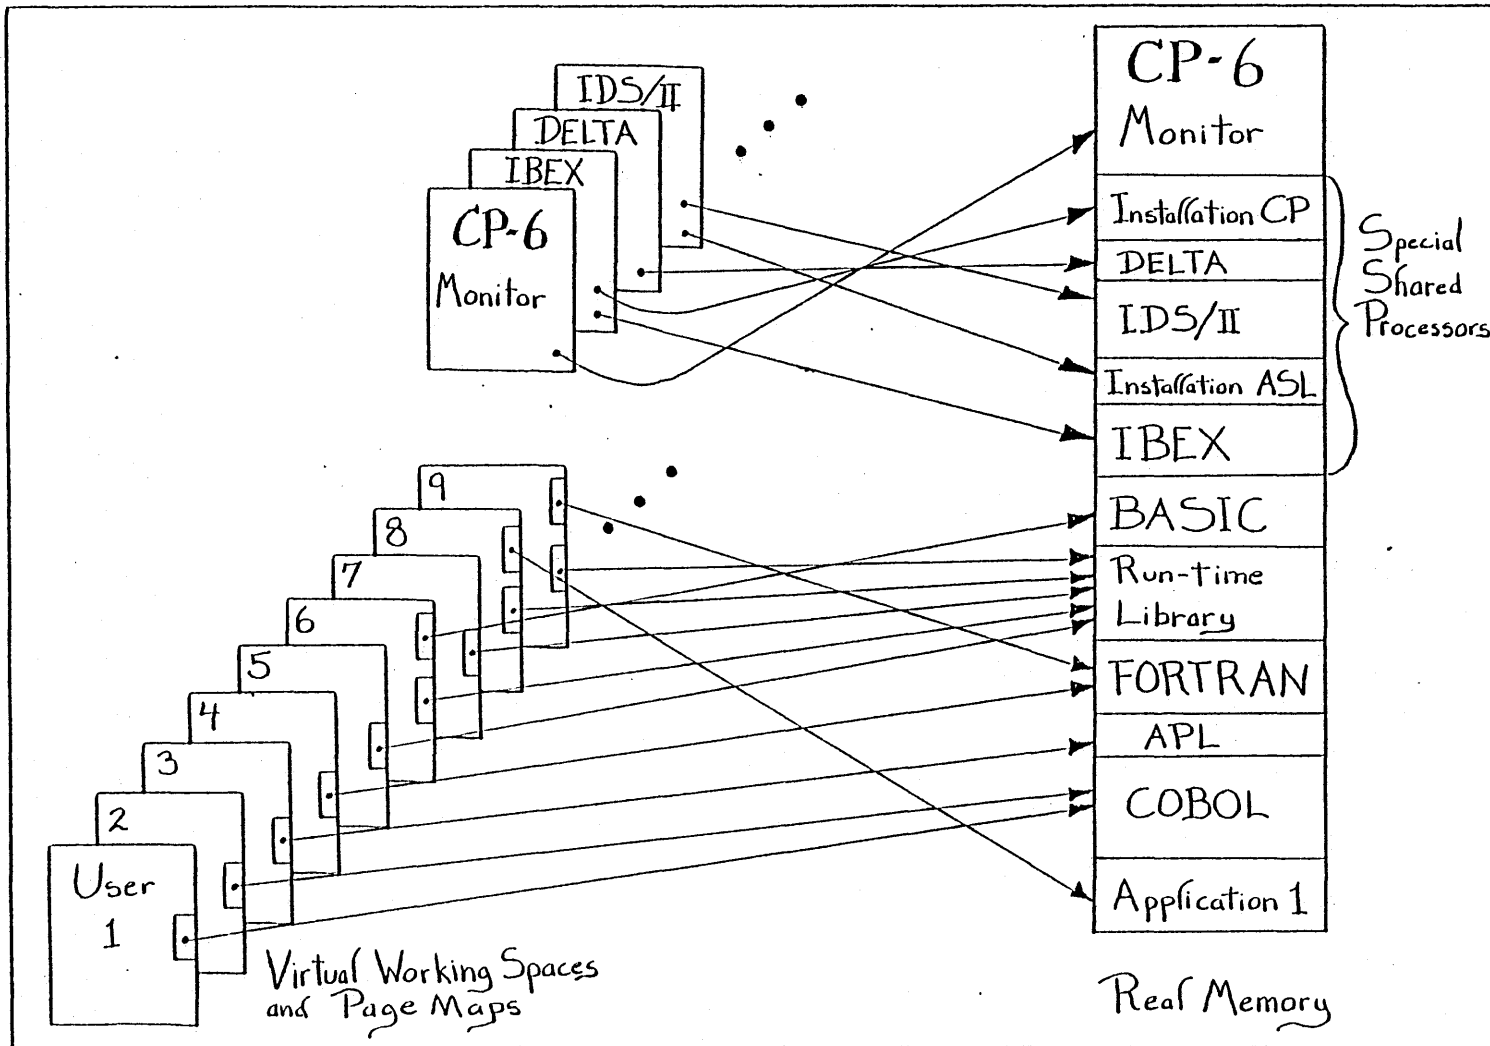 IDS/II
DELTA
IBEX
CP-6
Monitor
CP-6
Monitor
Installation CP
DELTA
IDS/II
Installation ASL
IBEX
Special
Shared
Processors
BASIC
Run-time
Library
FORTRAN
APL
COBOL
Application 1
9
8
7
6
5
4
3
2
User
1
Virtual Working Spaces
and Page Maps
Real Memory